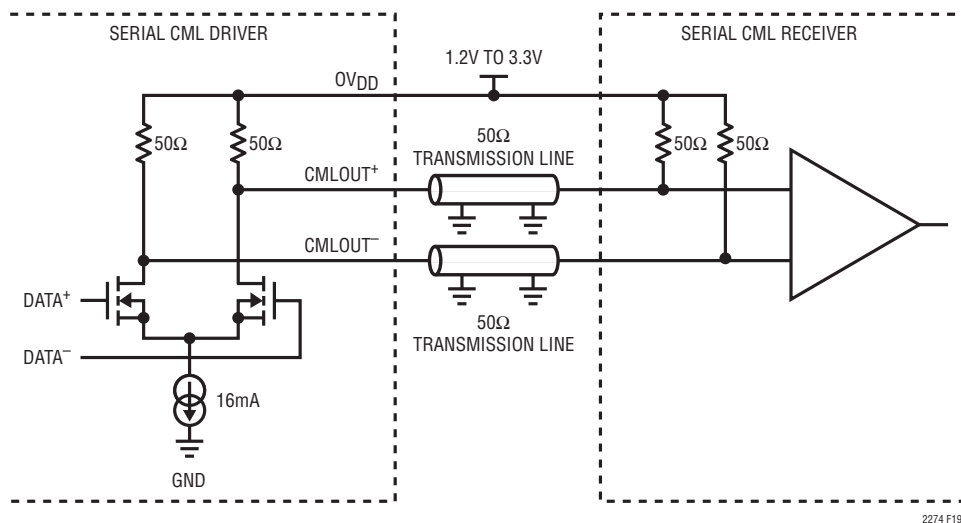 SERIAL CML DRIVER
SERIAL CML RECEIVER
1.2V TO 3.3V
OVDD
50Ω
50Ω
50Ω
TRANSMISSION LINE
50Ω
50Ω
CMLOUT+
CMLOUT−
DATA+
DATA−
50Ω
TRANSMISSION LINE
16mA
GND
2274 F19